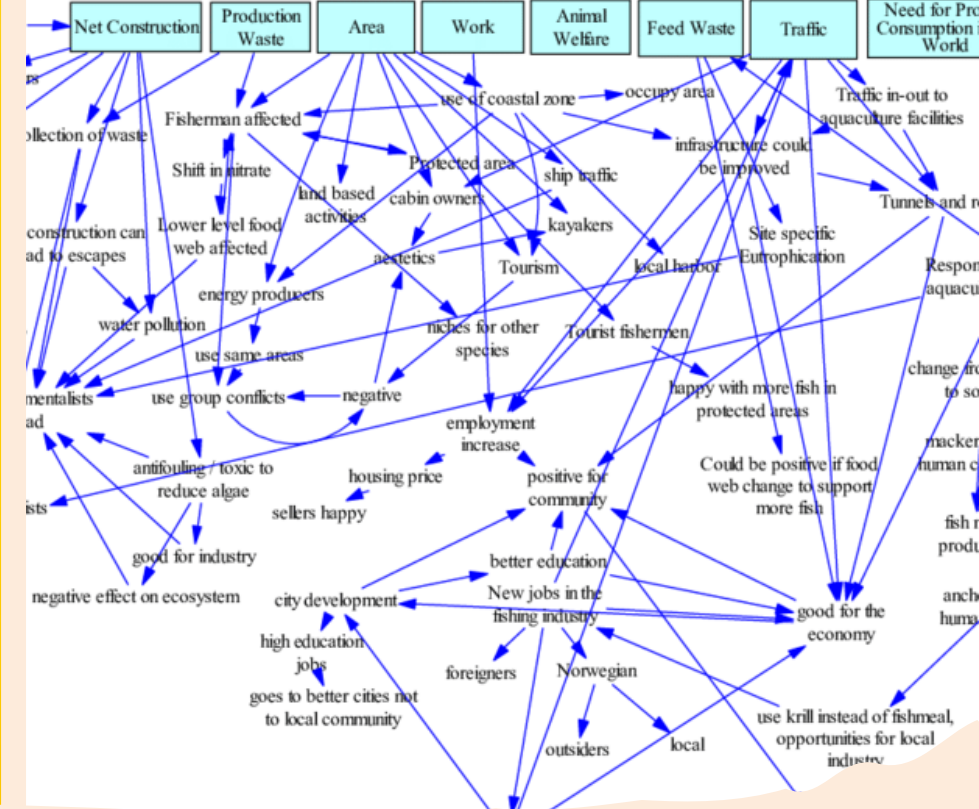 Net Construction
Production
Waste
Area
Work
Animal
Welfare
Feed Waste
Traffic
Need for Pro
Consumption i
World
rs
use of coastal zone
occupy area
Traffic in-out to
aquaculture facilities
Fisherman affected
ollection of waste
infrastructure could
be improved
Shift in nitrate
Protected area
ship traffic
land based
activities
cabin owners
Tunnels and r
Lower level food
web affected
kayakers
construction can
ad to escapes
Site specific
Eutrophication
aestetics
Tourism
local harbor
Respon
aquacu
energy producers
water pollution
niches for other
species
Tourist fishermen
use same areas
change fro
to so
mentalists
ad
use group conflicts
negative
happy with more fish in
protected areas
employment
increase
macker
human c
antifouling / toxic to
reduce algae
housing price
positive for
community
Could be positive if food
web change to support
more fish
ists
sellers happy
fish r
produ
good for industry
better education
negative effect on ecosystem
city development
New jobs in the
fishing industry
good for the
economy
ancho
huma
high education
jobs
foreigners
Norwegian
goes to better cities not
to local community
use krill instead of fishmeal,
opportunities for local
industry
outsiders
local